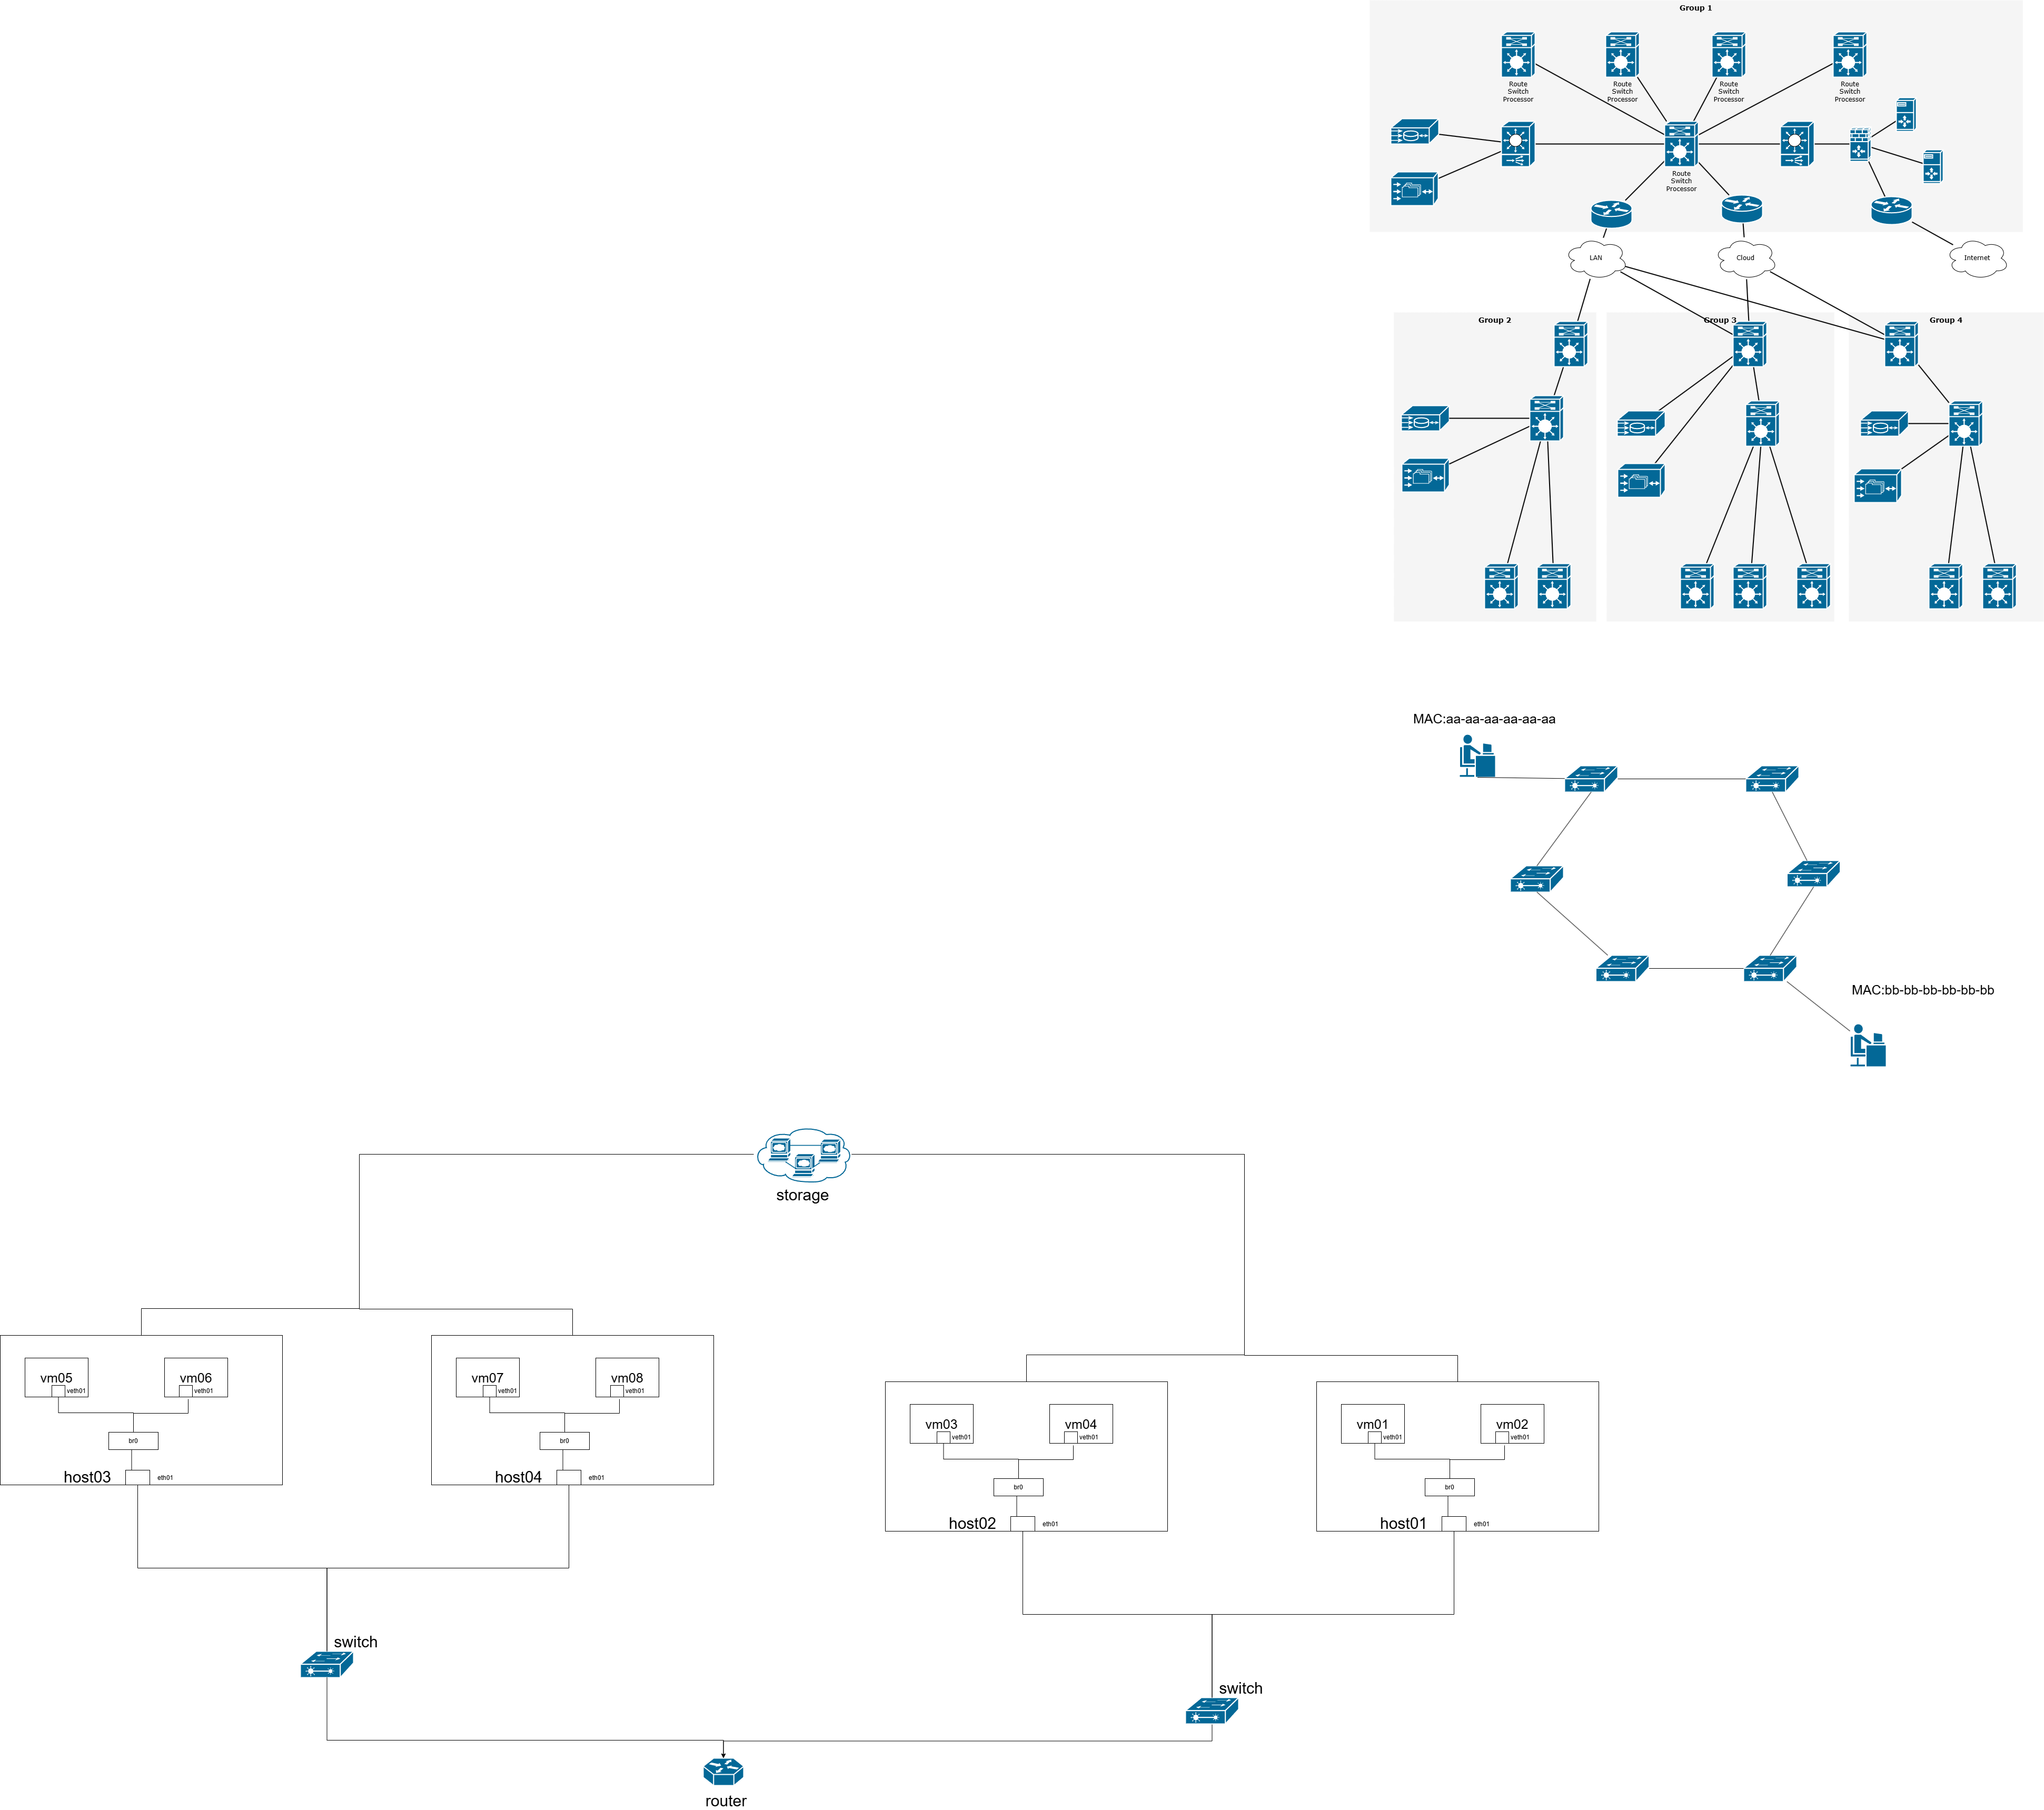 Group 1
Route
Switch
Processor
Route
Switch
Processor
Route
Switch
Processor
Route
Switch
Processor
Route
Switch
Processor
LAN
Cloud
Internet
Group 2
Group 3
Group 4
MAC:aa-aa-aa-aa-aa-aa
MAC:bb-bb-bb-bb-bb-bb
storage
vm05
veth01
vm06
veth01
br0
host03
eth01
vm07
veth01
vm08
veth01
br0
host04
eth01
vm03
veth01
vm04
veth01
br0
host02
eth01
vm01
veth01
vm02
veth01
br0
host01
eth01
switch
switch
router